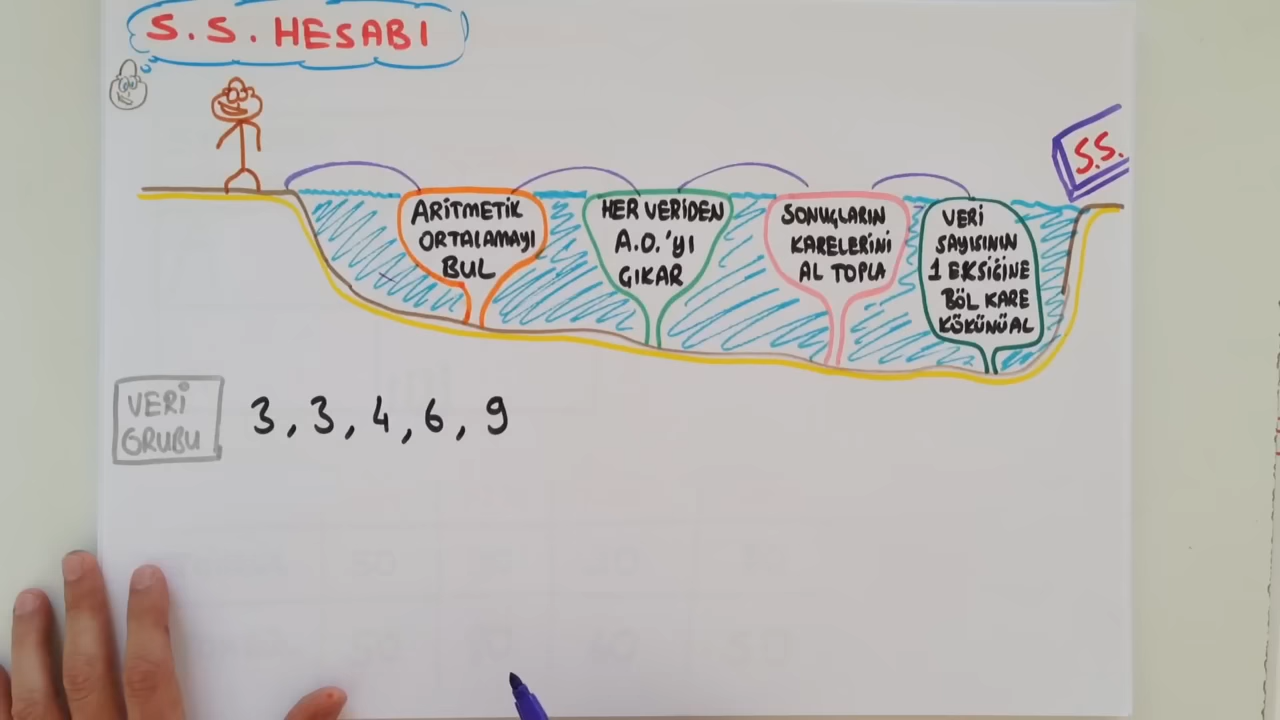 S.S. HESABI
S.S.
ARİTMETİK
ORTALAMAYI
BUL
HER VERİDEN
A.O.'YI
ÇIKAR
SONUÇLARIN
KARELERİNİ
AL TOPLA
VERİ
SAYISININ
1 EKSİĞİNE
BÖL KARE
KÖKÜNÜ AL
VERİ
GRUBU
3, 3, 4, 6, 9